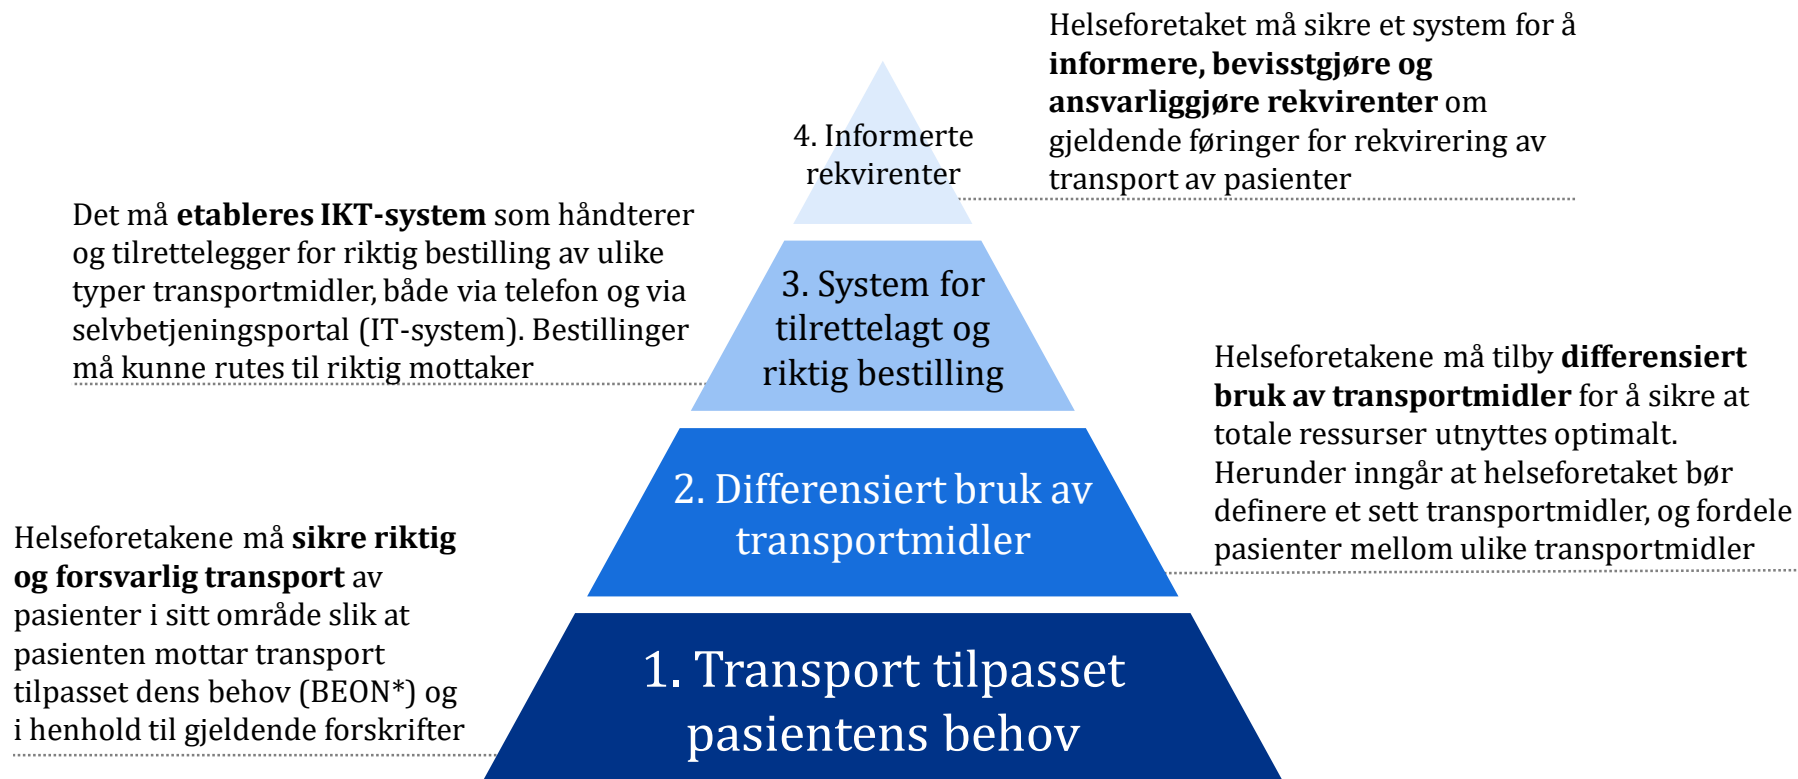 Helseforetaket må sikre et system for å
informere, bevisstgjøre og
ansvarliggjøre rekvirenter om
gjeldende føringer for rekvirering av
transport av pasienter
4. Informerte
rekvirenter
Det må etableres IKT-system som håndterer
og tilrettelegger for riktig bestilling av ulike
typer transportmidler, både via telefon og via
selvbetjeningsportal (IT-system). Bestillinger
må kunne rutes til riktig mottaker
3. System for
tilrettelagt og
riktig bestilling
Helseforetakene må tilby differensiert
bruk av transportmidler for å sikre at
totale ressurser utnyttes optimalt.
Herunder inngår at helseforetaket bør
definere et sett transportmidler, og fordele
pasienter mellom ulike transportmidler
2. Differensiert bruk av
transportmidler
Helseforetakene må sikre riktig
og forsvarlig transport av
pasienter i sitt område slik at
pasienten mottar transport
tilpasset dens behov (BEON*) og
i henhold til gjeldende forskrifter
1. Transport tilpasset
pasientens behov